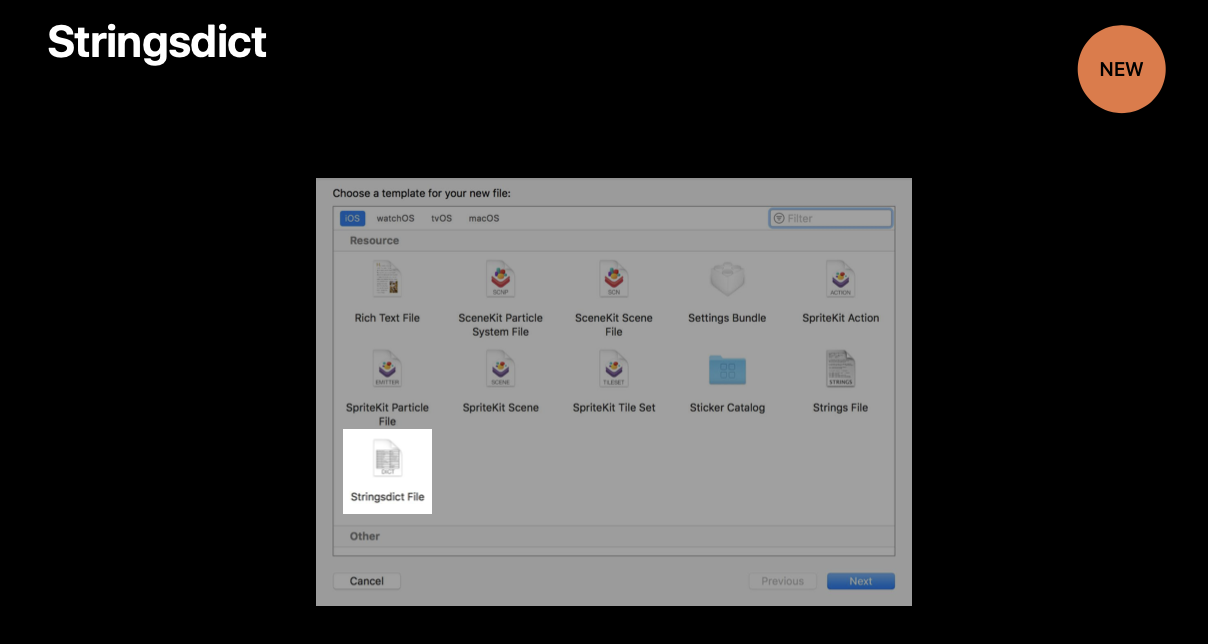 Stringsdict
NEW
Choose a template for your new file:
iOS watchOS tvOS macOS Filter
Resource
SCNP SCN ACTION
Rich Text File SceneKit Particle SceneKit Scene Settings Bundle SpriteKit Action
System File File
EMITTER SCENE TILESET STRINGS
SpriteKit Particle SpriteKit Scene SpriteKit Tile Set Sticker Catalog Strings File
File
DICT
Stringsdict File
Other
Cancel Previous Next